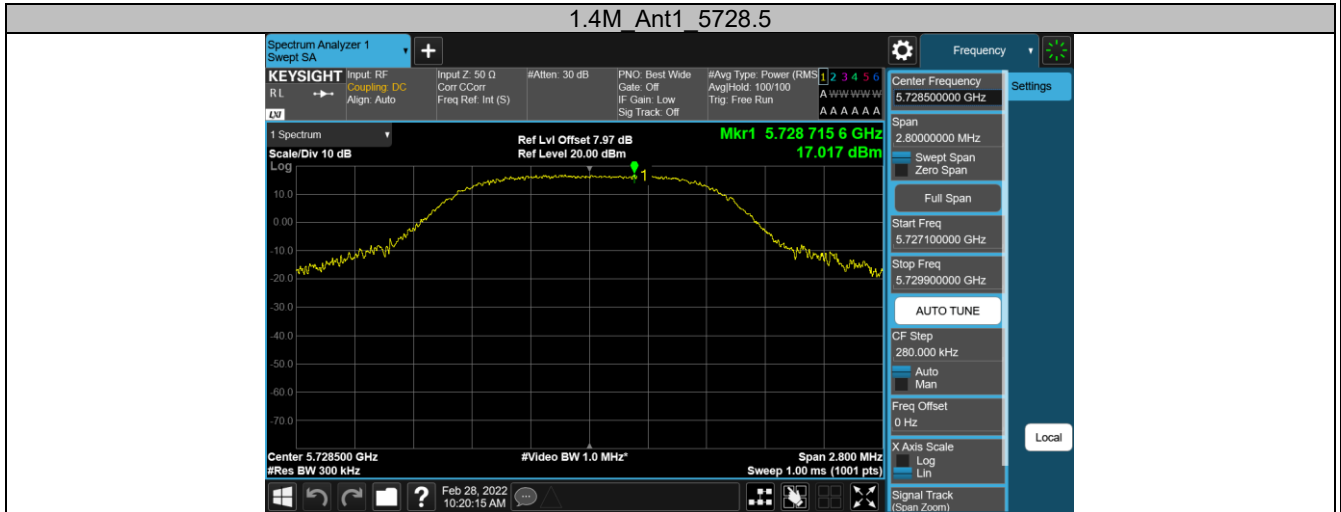 1.4M_Ant1_5728.5
Spectrum Analyzer 1
Swept SA
+
Frequency
KEYSIGHT
R L
LXI
Input: RF
Coupling: DC
Align: Auto
Input Z: 50 Ω
Corr CCorr
Freq Ref: Int (S)
#Atten: 30 dB
PNO: Best Wide
Gate: Off
IF Gain: Low
Sig Track: Off
#Avg Type: Power (RMS
Avg|Hold: 100/100
Trig: Free Run
1 2 3 4 5 6
A W W W W W
A A A A A A
1 Spectrum
Scale/Div 10 dB
Log
Ref Lvl Offset 7.97 dB
Ref Level 20.00 dBm
Mkr1 5.728 715 6 GHz
17.017 dBm
1
10.0
0.00
-10.0
-20.0
-30.0
-40.0
-50.0
-60.0
-70.0
Center 5.728500 GHz
#Res BW 300 kHz
#Video BW 1.0 MHz*
Span 2.800 MHz
Sweep 1.00 ms (1001 pts)
Center Frequency
5.728500000 GHz
Settings
Span
2.80000000 MHz
Swept Span
Zero Span
Full Span
Start Freq
5.727100000 GHz
Stop Freq
5.729900000 GHz
AUTO TUNE
CF Step
280.000 kHz
Auto
Man
Freq Offset
0 Hz
X Axis Scale
Log
Lin
Local
Signal Track
(Span Zoom)
?
Feb 28, 2022
10:20:15 AM